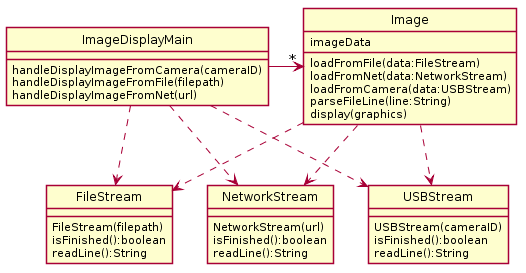 ImageDisplayMain
handleDisplayImageFromCamera(cameraID)
handleDisplayImageFromFile(filepath)
handleDisplayImageFromNet(url)
*
Image
imageData
loadFromFile(data:FileStream)
loadFromNet(data:NetworkStream)
loadFromCamera(data:USBStream)
parseFileLine(line:String)
display(graphics)
FileStream
FileStream(filepath)
isFinished():boolean
readLine():String
NetworkStream
NetworkStream(url)
isFinished():boolean
readLine():String
USBStream
USBStream(cameraID)
isFinished():boolean
readLine():String